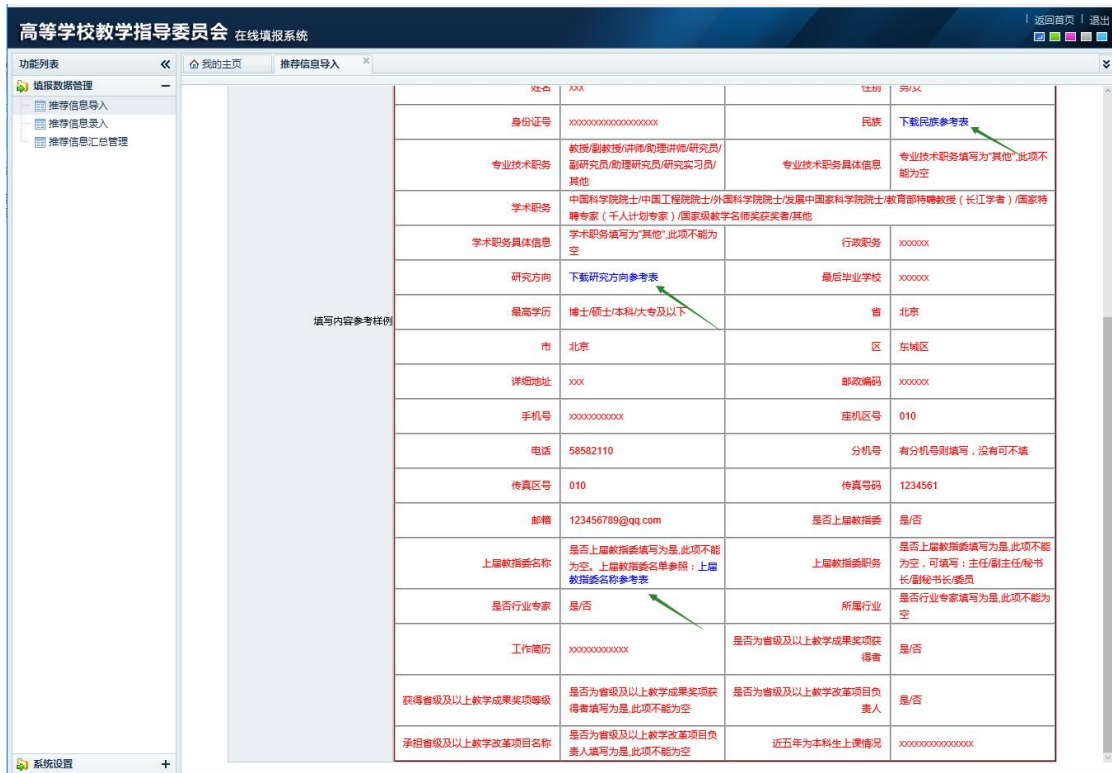 高等学校教学指导委员会 在线填报系统
返回首页 退出
功能列表
我的主页 推荐信息导入
填报数据管理
推荐信息导入
推荐信息录入
推荐信息汇总管理
填写内容参考样例
姓名 xxx 性别 男/女
身份证号 xxxxxxxxxxxxxxxxxx 民族 下载民族参考表
专业技术职务
教授/副教授/讲师/助理讲师/研究员/
副研究员/助理研究员/研究实习员/
其他
专业技术职务具体信息
专业技术职务填写为"其他",此项不
能为空
学术职务
中国科学院院士/中国工程院院士/外国科学院院士/发展中国家科学院院士/教育部特聘教授（长江学者）/国家特
聘专家（千人计划专家）/国家级教学名师奖获奖者/其他
学术职务具体信息
学术职务填写为"其他",此项不能为
空
行政职务 xxxxxx
研究方向 下载研究方向参考表 最后毕业学校 xxxxxx
最高学历 博士/硕士/本科/大专及以下 省 北京
市 北京 区 东城区
详细地址 xxx 邮政编码 xxxxxx
手机号 xxxxxxxxxxx 座机区号 010
电话 58582110 分机号 有分机号则填写，没有可不填
传真区号 010 传真号码 1234561
邮箱 123456789@qq.com 是否上届教指委 是/否
上届教指委名称
是否上届教指委填写为是,此项不能
为空。上届教指委名单参照：上届
教指委名称参考表
上届教指委职务
是否上届教指委填写为是,此项不能
为空，可填写：主任/副主任/秘书
长/副秘书长/委员
是否行业专家 是/否 所属行业
是否行业专家填写为是,此项不能为
空
工作简历 xxxxxxxxxxxx
是否为省级及以上教学成果奖项获
得者
是/否
获得省级及以上教学成果奖项等级
是否为省级及以上教学成果奖项获
得者填写为是,此项不能为空
是否为省级及以上教学改革项目负
责人
是/否
承担省级及以上教学改革项目名称
是否为省级及以上教学改革项目负
责人填写为是,此项不能为空
近五年为本科生上课情况 xxxxxxxxxxxxxxx
系统设置